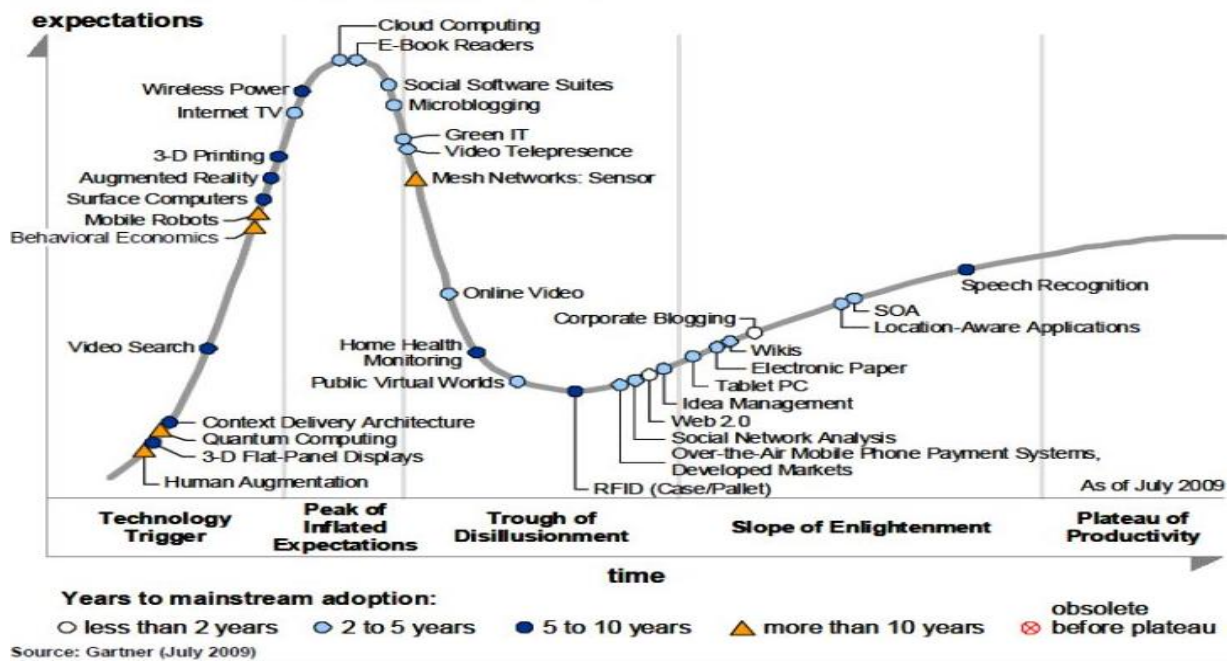 expectations
Cloud Computing
E-Book Readers
Wireless Power
Social Software Suites
Internet TV
Microblogging
Green IT
3-D Printing
Video Telepresence
Augmented Reality
Mesh Networks: Sensor
Surface Computers
Mobile Robots
Behavioral Economics
Online Video
Speech Recognition
SOA
Corporate Blogging
Location-Aware Applications
Video Search
Home Health
Monitoring
Wikis
Electronic Paper
Public Virtual Worlds
Tablet PC
Idea Management
Context Delivery Architecture
Web 2.0
Quantum Computing
Social Network Analysis
3-D Flat-Panel Displays
Over-the-Air Mobile Phone Payment Systems,
Developed Markets
Human Augmentation
RFID (Case/Pallet)
As of July 2009
Technology
Trigger
Peak of
Inflated
Expectations
Trough of
Disillusionment
Slope of Enlightenment
Plateau of
Productivity
time
Years to mainstream adoption:
less than 2 years
2 to 5 years
5 to 10 years
more than 10 years
obsolete
before plateau
Source: Gartner (July 2009)